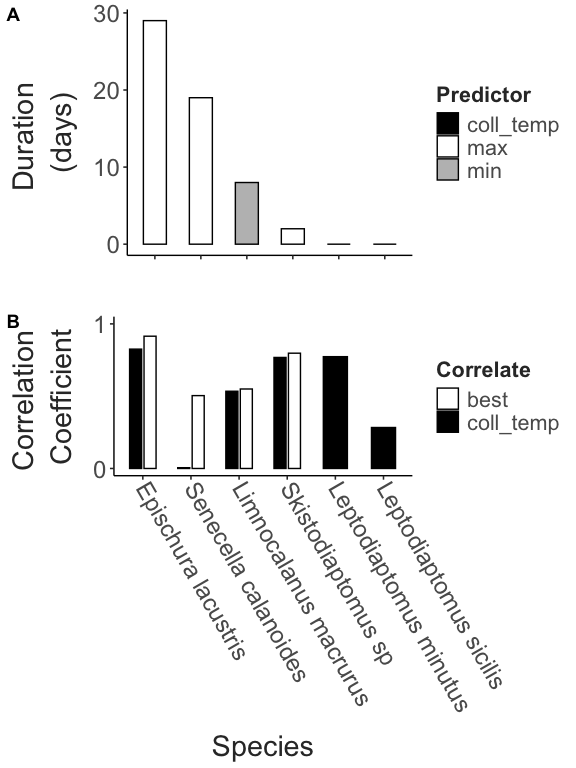 A
Duration
(days)
30
20
10
0
Predictor
coll_temp
max
min
B
Correlation
Coefficient
1
0
Correlate
best
coll_temp
Epischura lacustris
Senecella calanoides
Limnocalanus macrurus
Skistodiaptomus sp
Leptodiaptomus minutus
Leptodiaptomus sicilis
Species